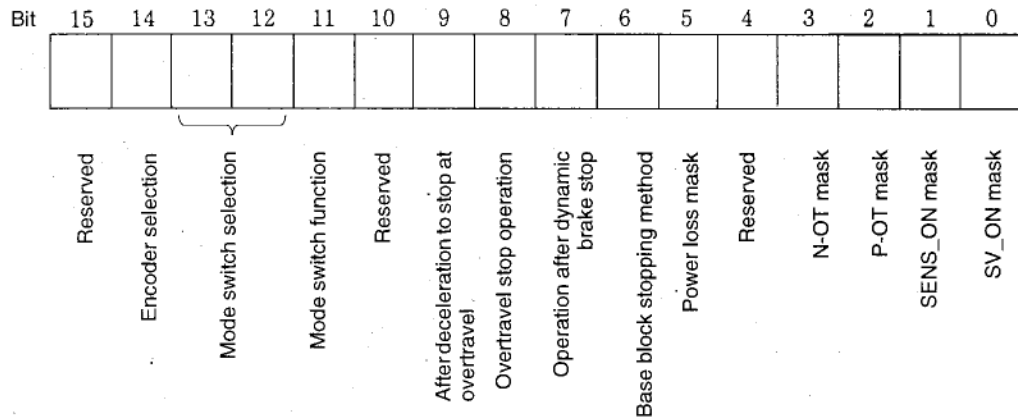 Bit 15 14 13 12 11 10 9 8 7 6 5 4 3 2 1 0
Reserved
Encoder selection
Mode switch selection
Mode switch function
Reserved
After deceleration to stop at
overtravel
Overtravel stop operation
Operation after dynamic
brake stop
Base block stopping method
Power loss mask
Reserved
N-OT mask
P-OT mask
SENS_ON mask
SV_ON mask